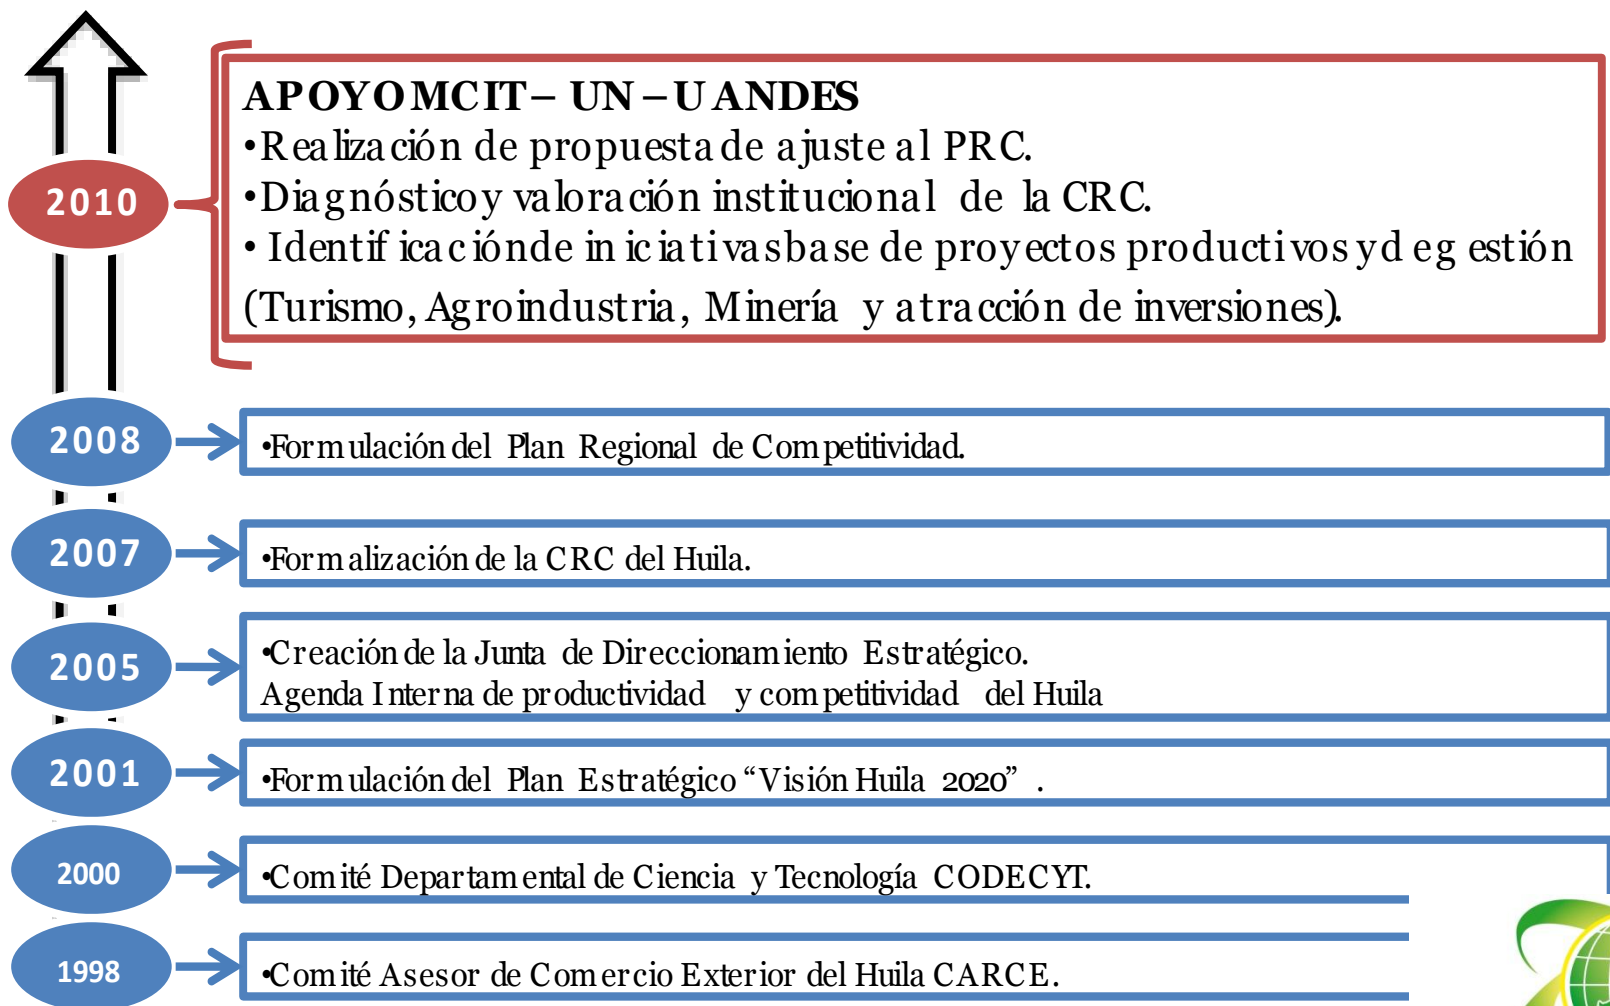 APOYO MCIT – UN – U ANDES
•Realización de propuesta de ajuste al PRC.
2010
•Diagnóstico y valoración institucional de la CRC.
• Identificación de iniciativas base de proyectos productivos y de gestión
(Turismo, Agroindustria, Minería y atracción de inversiones).
2008
•Formulación del Plan Regional de Competitividad.
2007
•Formalización de la CRC del Huila.
2005
•Creación de la Junta de Direccionamiento Estratégico.
Agenda Interna de productividad y competitividad del Huila
2001
•Formulación del Plan Estratégico “Visión Huila 2020” .
2000
•Comité Departamental de Ciencia y Tecnología CODECYT.
1998
•Comité Asesor de Comercio Exterior del Huila CARCE.